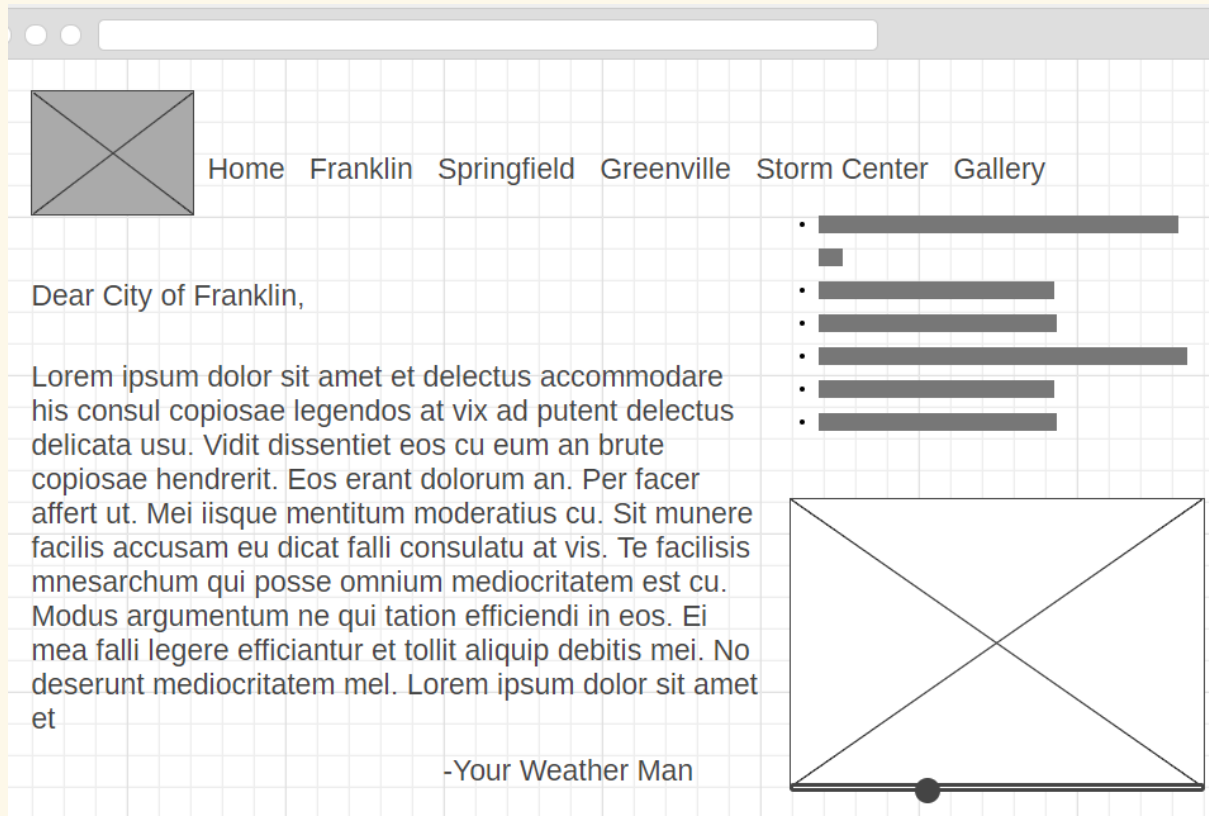 Home Franklin Springfield Greenville Storm Center Gallery
Dear City of Franklin,
Lorem ipsum dolor sit amet et delectus accommodare
his consul copiosae legendos at vix ad putent delectus
delicata usu. Vidit dissentiet eos cu eum an brute
copiosae hendrerit. Eos erant dolorum an. Per facer
affert ut. Mei iisque mentitum moderatius cu. Sit munere
facilis accusam eu dicat falli consulatu at vis. Te facilisis
mnesarchum qui posse omnium mediocritatem est cu.
Modus argumentum ne qui tation efficiendi in eos. Ei
mea falli legere efficiantur et tollit aliquip debitis mei. No
deserunt mediocritatem mel. Lorem ipsum dolor sit amet
et
-Your Weather Man